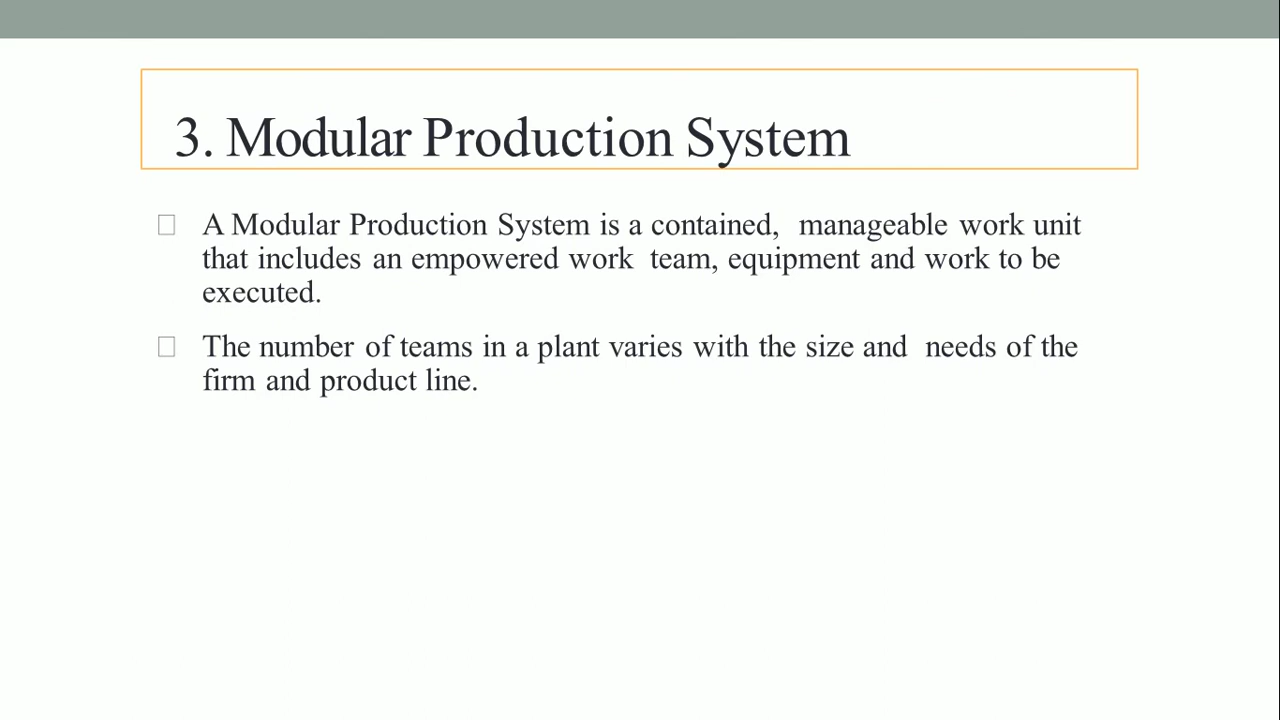 3. Modular Production System
A Modular Production System is a contained, manageable work unit
that includes an empowered work team, equipment and work to be
executed.
The number of teams in a plant varies with the size and needs of the
firm and product line.